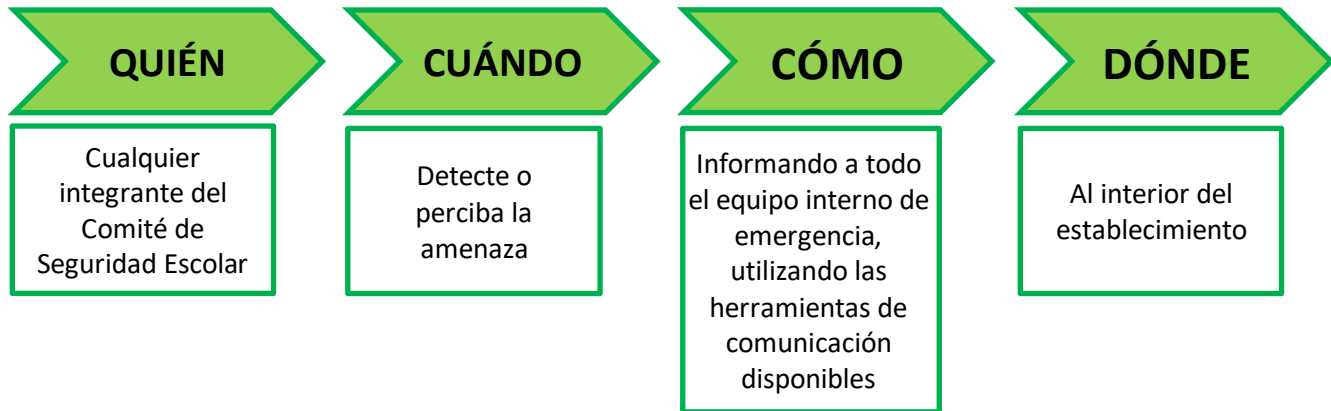 QUIÉN
Cualquier
integrante del
Comité de
Seguridad Escolar
CUÁNDO
Detecte o
perciba la
amenaza
CÓMO
Informando a todo
el equipo interno de
emergencia,
utilizando las
herramientas de
comunicación
disponibles
DÓNDE
Al interior del
establecimiento